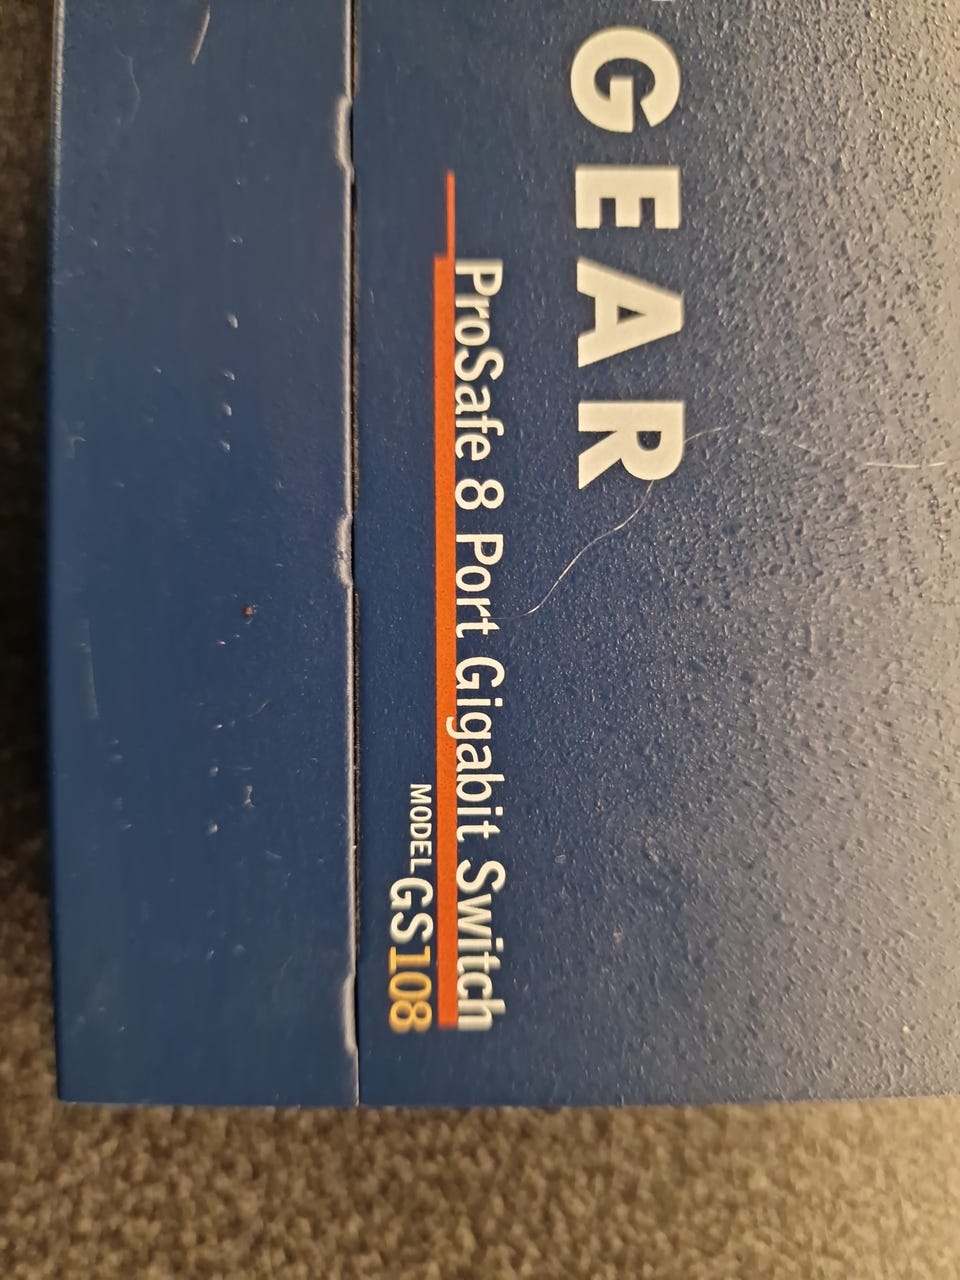 GEAR
ProSafe 8 Port Gigabit Switch
MODEL GS108